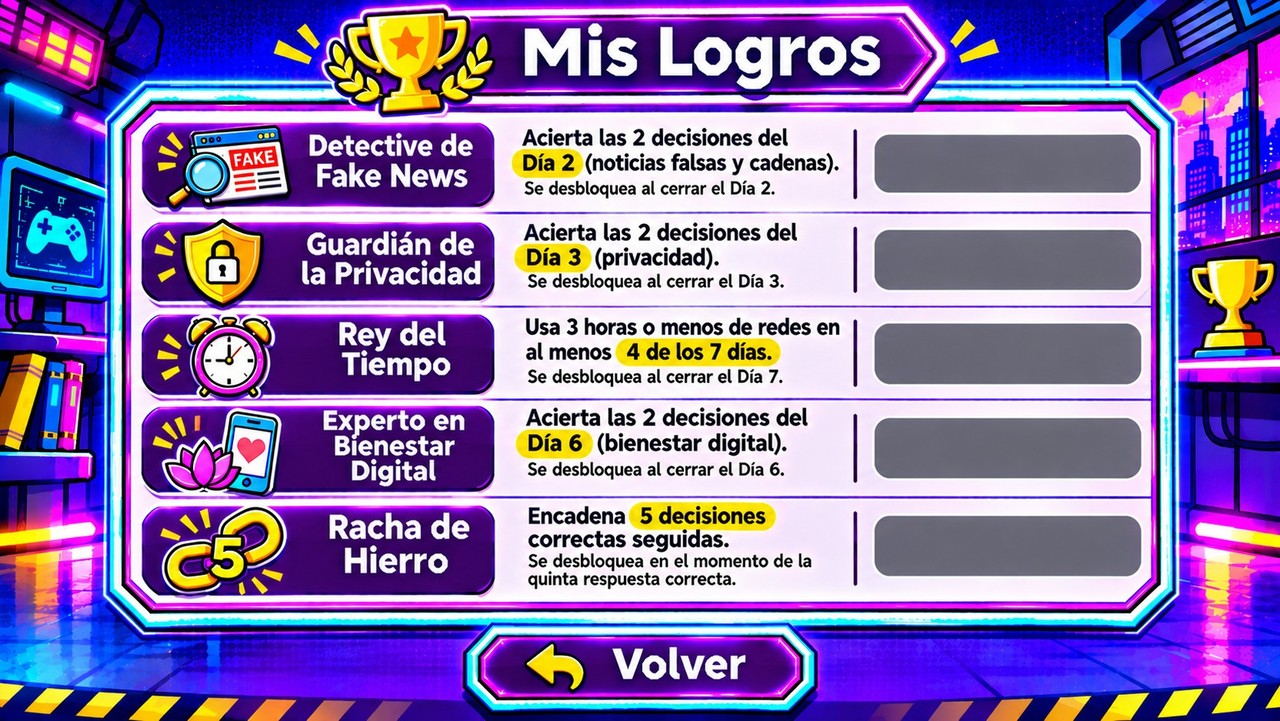 Mis Logros
FAKE
Detective de
Fake News
Acierta las 2 decisiones del
Día 2 (noticias falsas y cadenas).
Se desbloquea al cerrar el Día 2.
Guardián de
la Privacidad
Acierta las 2 decisiones del
Día 3 (privacidad).
Se desbloquea al cerrar el Día 3.
Rey del
Tiempo
Usa 3 horas o menos de redes en
al menos 4 de los 7 días.
Se desbloquea al cerrar el Día 7.
Experto en
Bienestar
Digital
Acierta las 2 decisiones del
Día 6 (bienestar digital).
Se desbloquea al cerrar el Día 6.
5
Racha de
Hierro
Encadena 5 decisiones
correctas seguidas.
Se desbloquea en el momento de la
quinta respuesta correcta.
Volver